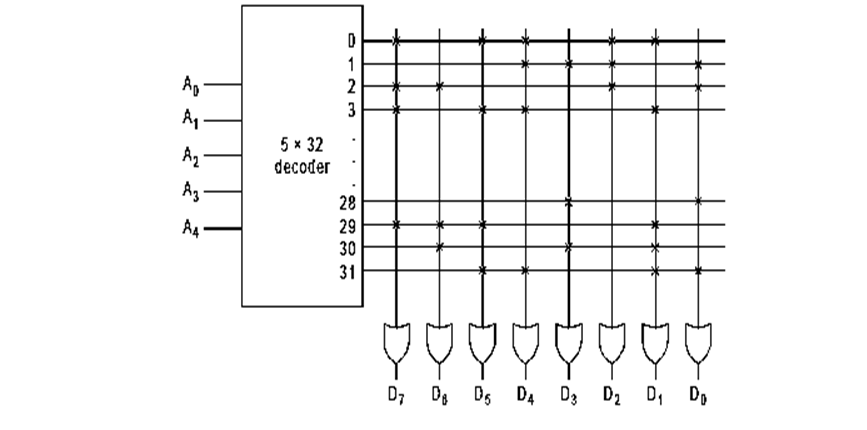 0
1
A₀
2
A₁
3
5 × 32
decoder
.
A₂
.
A₃
.
28
A₄
29
30
31
D₇ D₆ D₅ D₄ D₃ D₂ D₁ D₀